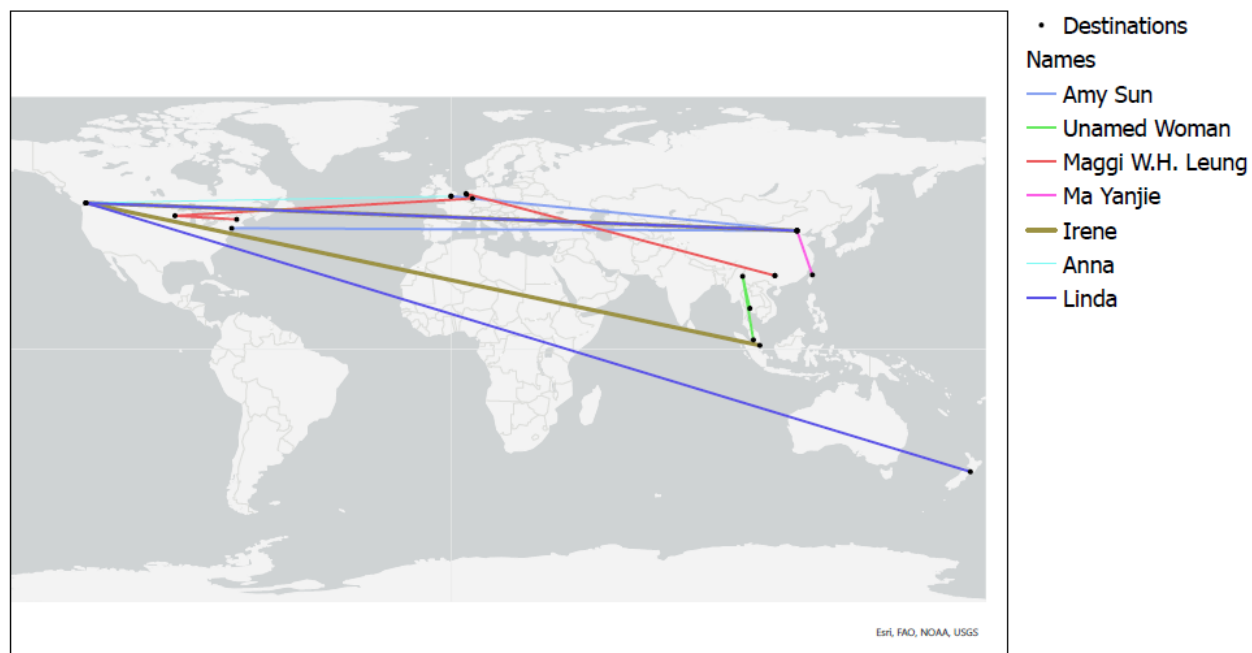 Destinations
Names
Amy Sun
Unamed Woman
Maggi W.H. Leung
Ma Yanjie
Irene
Anna
Linda
Esri, FAO, NOAA, USGS